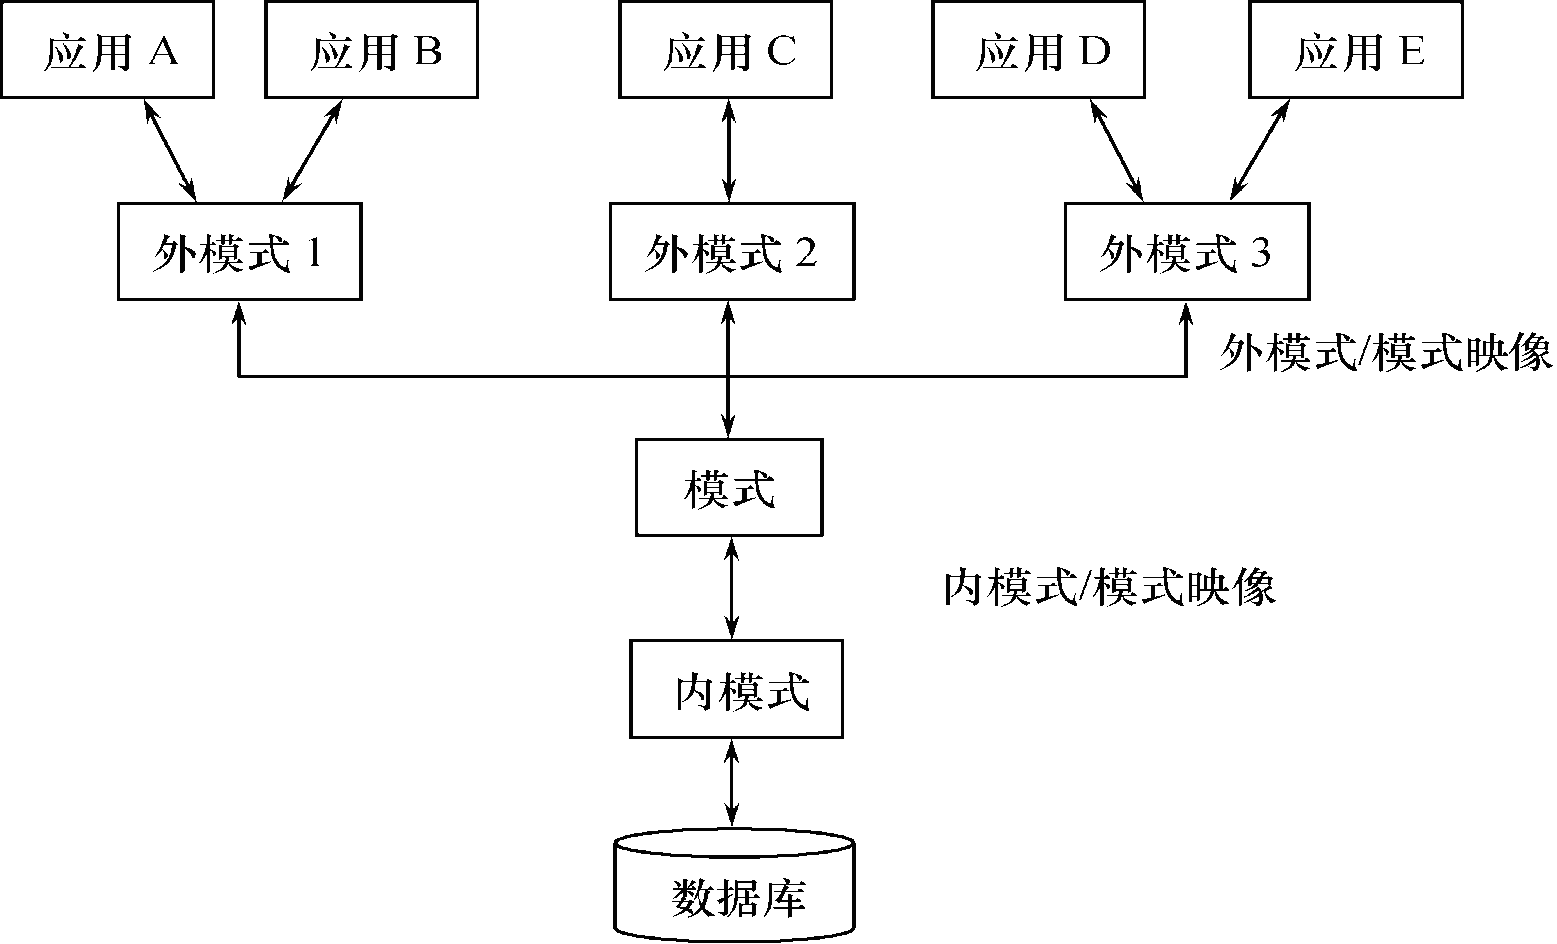 应用 A
应用 B
应用 C
应用 D
应用 E
外模式 1
外模式 2
外模式 3
外模式/模式映像
模式
内模式/模式映像
内模式
数据库